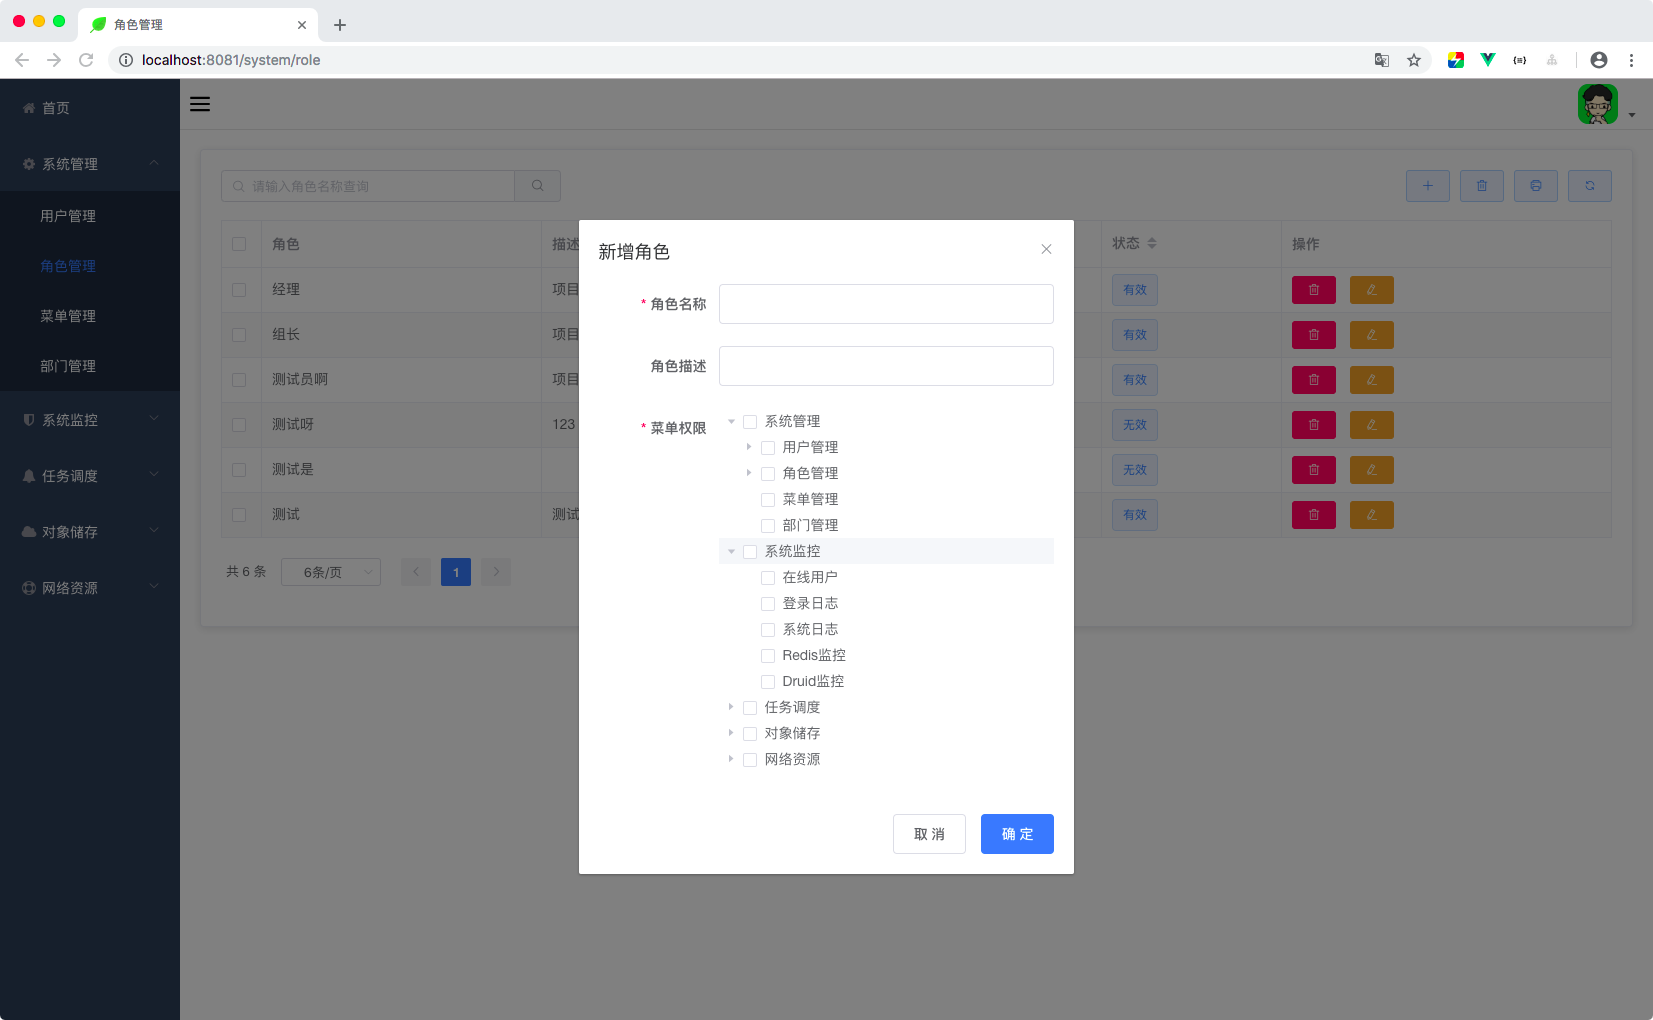 角色管理
localhost:8081/system/role
首页
系统管理
用户管理
角色管理
菜单管理
部门管理
系统监控
任务调度
对象储存
网络资源
请输入角色名称查询
角色 描述 状态 操作
经理 项目 有效
组长 项目 有效
测试员啊 项目 有效
测试呀 123 无效
测试是 无效
测试 测试 有效
共 6 条 6条/页 1
新增角色
* 角色名称
角色描述
* 菜单权限
系统管理
用户管理
角色管理
菜单管理
部门管理
系统监控
在线用户
登录日志
系统日志
Redis监控
Druid监控
任务调度
对象储存
网络资源
取 消 确 定